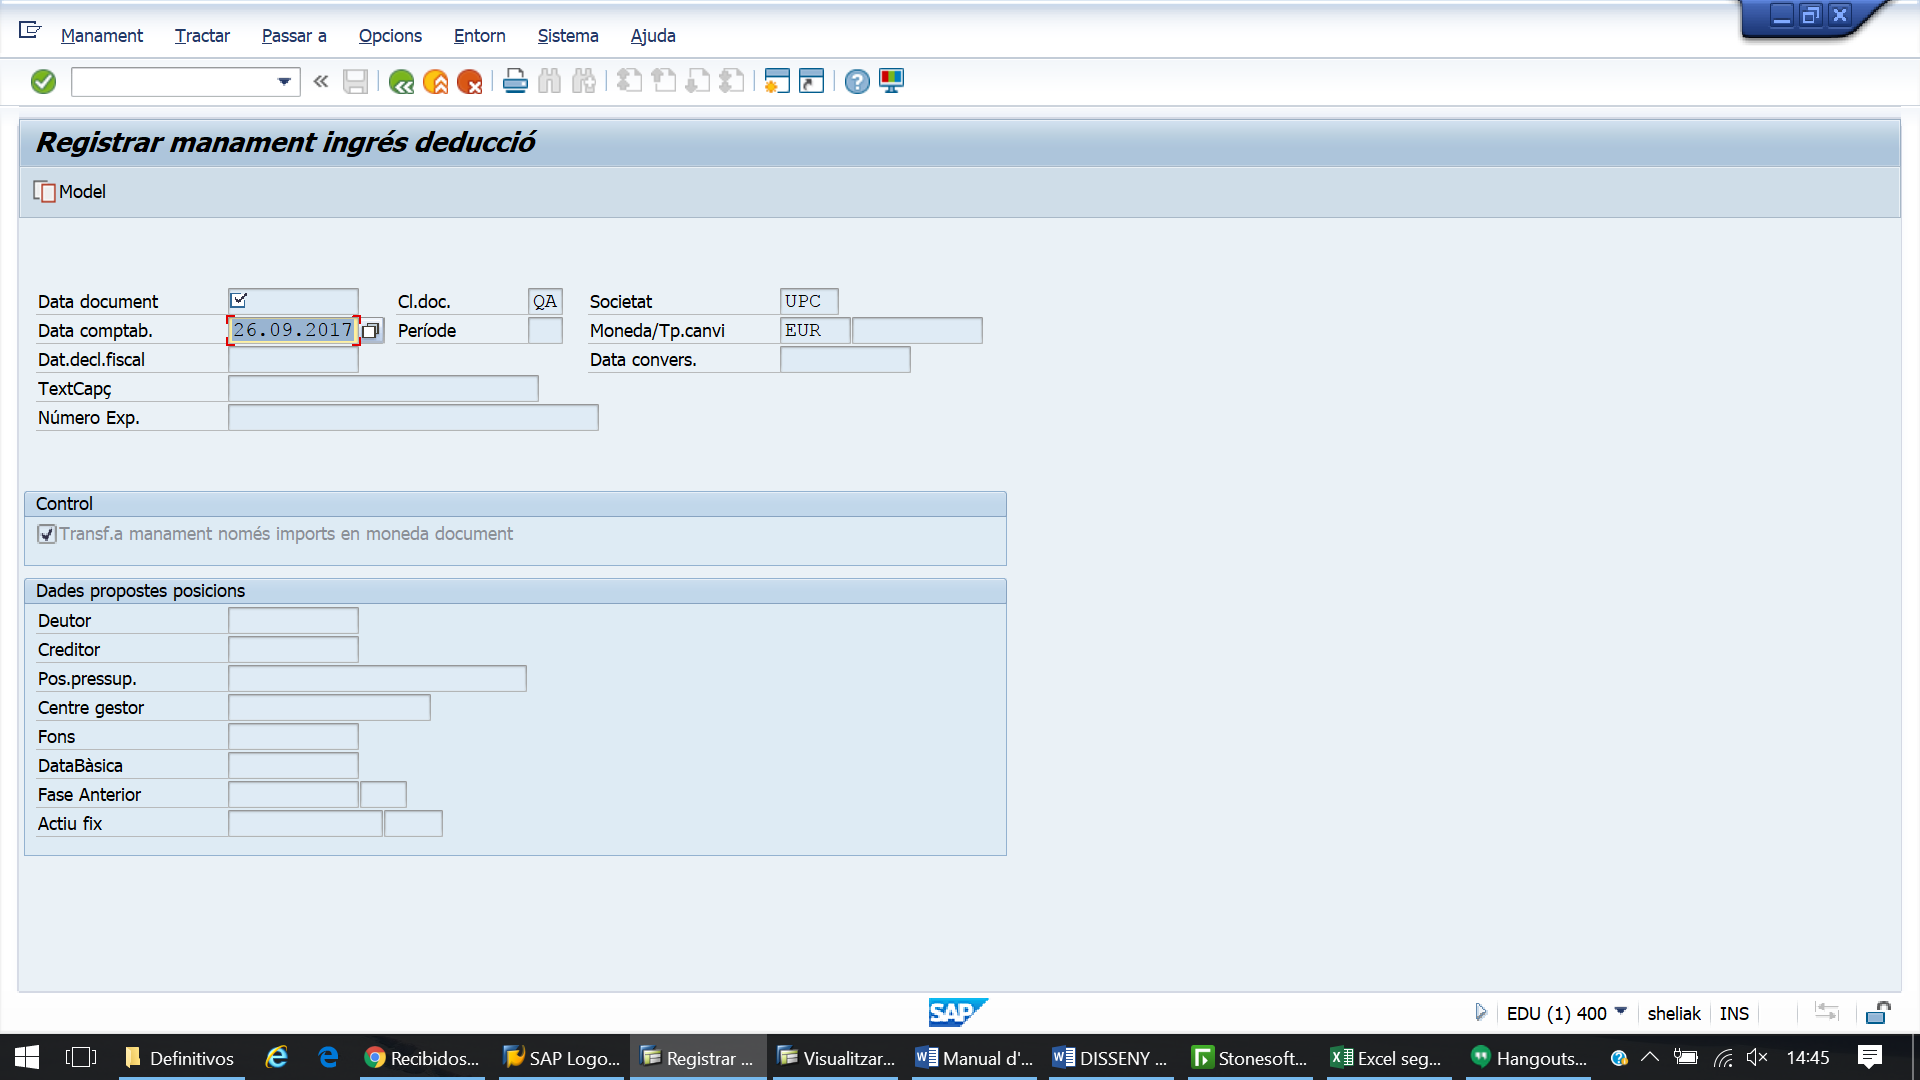 Manament Tractar Passar a Opcions Entorn Sistema Ajuda
Registrar manament ingrés deducció
Model
Data document Cl.doc. QA Societat UPC
Data comptab. 26.09.2017 Període Moneda/Tp.canvi EUR
Dat.decl.fiscal Data convers.
TextCapç
Número Exp.
Control
Transf.a manament només imports en moneda document
Dades propostes posicions
Deutor
Creditor
Pos.pressup.
Centre gestor
Fons
DataBàsica
Fase Anterior
Actiu fix
SAP EDU (1) 400 sheliak INS
Definitivos Recibidos... SAP Logo... Registrar ... Visualitzar... Manual d'... DISSENY ... Stonesoft... Excel seg... Hangouts... 14:45